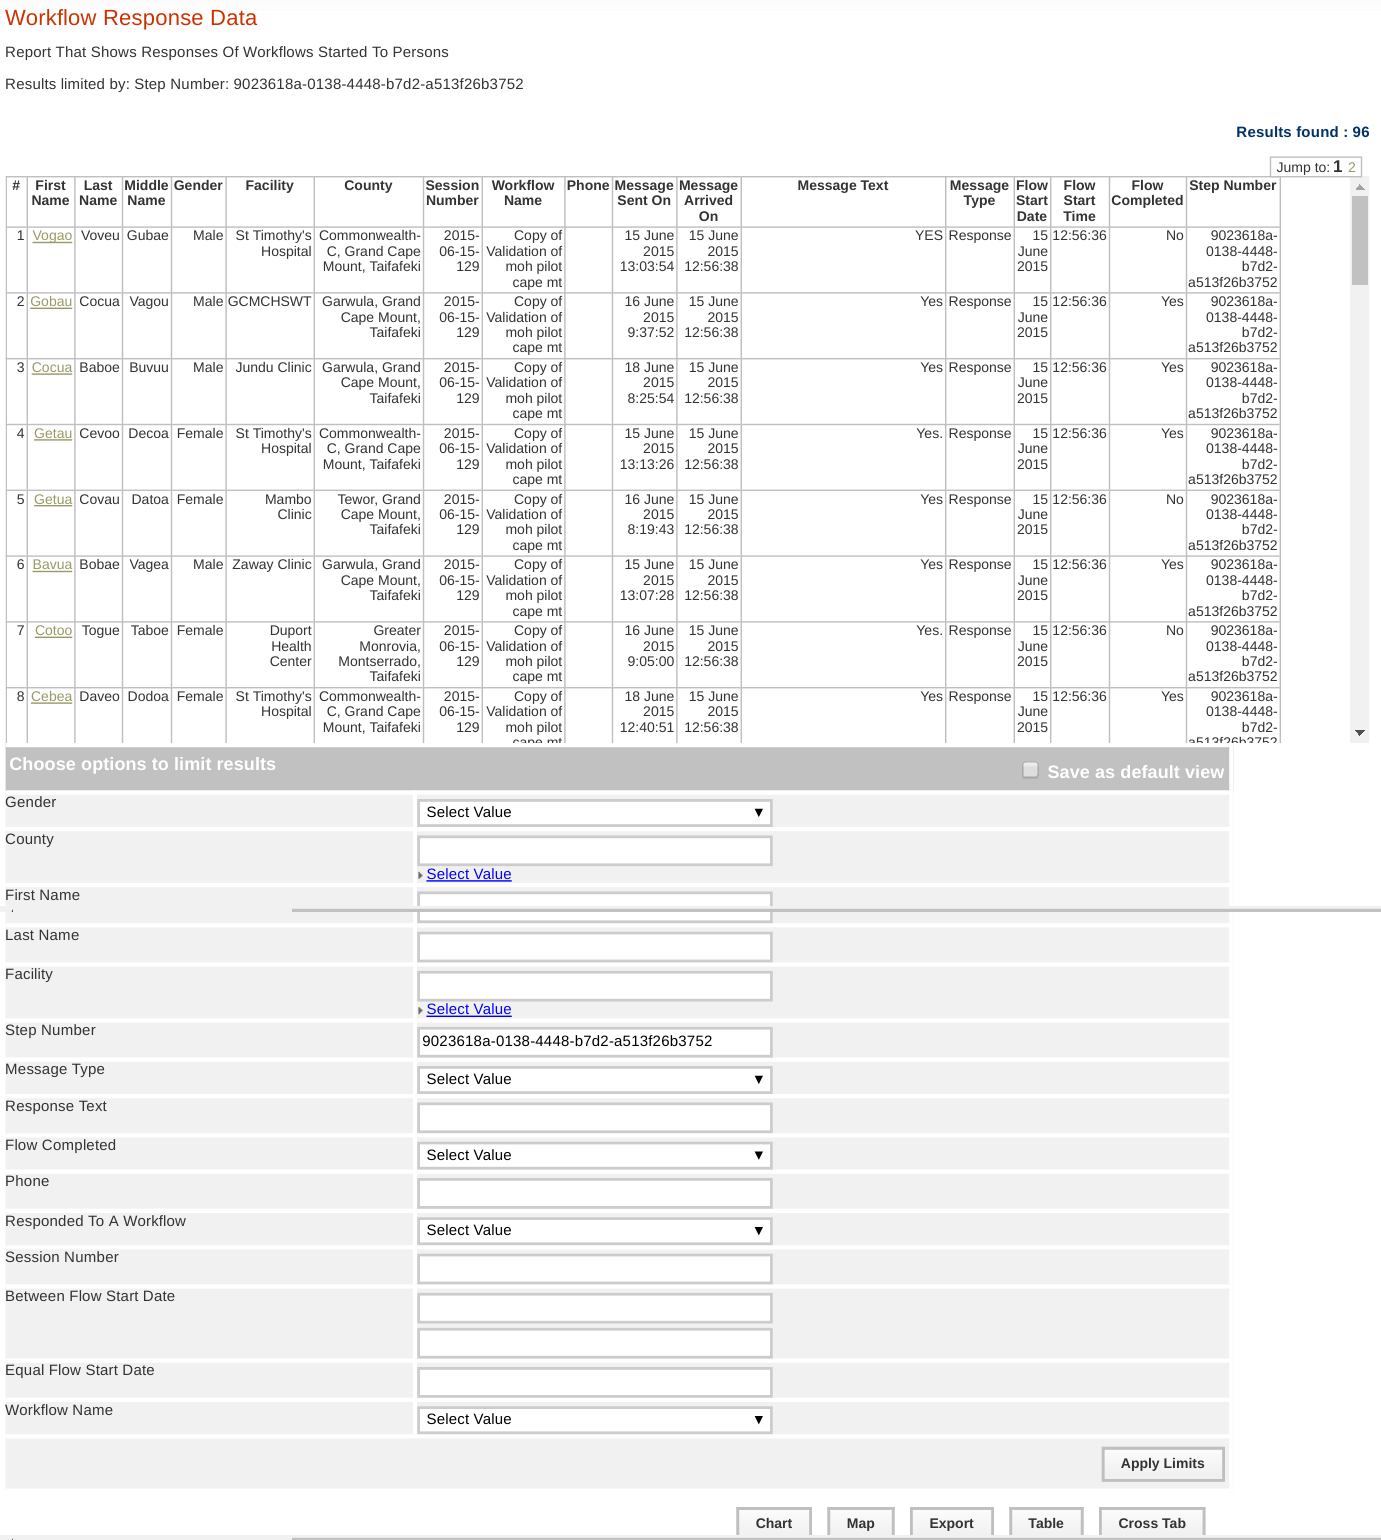 Workflow Response Data
Report That Shows Responses Of Workflows Started To Persons
Results limited by: Step Number: 9023618a-0138-4448-b7d2-a513f26b3752
Results found : 96
Jump to: 1 2
# First Last Middle Gender Facility County Session Workflow Phone Message Message Message Text Message Flow Flow Flow Step Number
Name Name Name Number Name Sent On Arrived Type Start Start Completed
On Date Time
1 Vogao Voveu Gubae Male St Timothy's Commonwealth- 2015- Copy of 15 June 15 June YES Response 15 12:56:36 No 9023618a-
Hospital C, Grand Cape 06-15- Validation of 2015 2015 June 0138-4448-
Mount, Taifafeki 129 moh pilot 13:03:54 12:56:38 2015 b7d2-
cape mt a513f26b3752
2 Gobau Cocua Vagou Male GCMCHSWT Garwula, Grand 2015- Copy of 16 June 15 June Yes Response 15 12:56:36 Yes 9023618a-
Cape Mount, 06-15- Validation of 2015 2015 June 0138-4448-
Taifafeki 129 moh pilot 9:37:52 12:56:38 2015 b7d2-
cape mt a513f26b3752
3 Cocua Baboe Buvuu Male Jundu Clinic Garwula, Grand 2015- Copy of 18 June 15 June Yes Response 15 12:56:36 Yes 9023618a-
Cape Mount, 06-15- Validation of 2015 2015 June 0138-4448-
Taifafeki 129 moh pilot 8:25:54 12:56:38 2015 b7d2-
cape mt a513f26b3752
4 Getau Cevoo Decoa Female St Timothy's Commonwealth- 2015- Copy of 15 June 15 June Yes. Response 15 12:56:36 Yes 9023618a-
Hospital C, Grand Cape 06-15- Validation of 2015 2015 June 0138-4448-
Mount, Taifafeki 129 moh pilot 13:13:26 12:56:38 2015 b7d2-
cape mt a513f26b3752
5 Getua Covau Datoa Female Mambo Tewor, Grand 2015- Copy of 16 June 15 June Yes Response 15 12:56:36 No 9023618a-
Clinic Cape Mount, 06-15- Validation of 2015 2015 June 0138-4448-
Taifafeki 129 moh pilot 8:19:43 12:56:38 2015 b7d2-
cape mt a513f26b3752
6 Bavua Bobae Vagea Male Zaway Clinic Garwula, Grand 2015- Copy of 15 June 15 June Yes Response 15 12:56:36 Yes 9023618a-
Cape Mount, 06-15- Validation of 2015 2015 June 0138-4448-
Taifafeki 129 moh pilot 13:07:28 12:56:38 2015 b7d2-
cape mt a513f26b3752
7 Cotoo Togue Taboe Female Duport Greater 2015- Copy of 16 June 15 June Yes. Response 15 12:56:36 No 9023618a-
Health Monrovia, 06-15- Validation of 2015 2015 June 0138-4448-
Center Montserrado, 129 moh pilot 9:05:00 12:56:38 2015 b7d2-
Taifafeki cape mt a513f26b3752
8 Cebea Daveo Dodoa Female St Timothy's Commonwealth- 2015- Copy of 18 June 15 June Yes Response 15 12:56:36 Yes 9023618a-
Hospital C, Grand Cape 06-15- Validation of 2015 2015 June 0138-4448-
Mount, Taifafeki 129 moh pilot 12:40:51 12:56:38 2015 b7d2-
cape mt a513f26b3752
Choose options to limit results Save as default view
Gender Select Value
County
Select Value
First Name
Last Name
Facility
Select Value
Step Number 9023618a-0138-4448-b7d2-a513f26b3752
Message Type Select Value
Response Text
Flow Completed Select Value
Phone
Responded To A Workflow Select Value
Session Number
Between Flow Start Date
Equal Flow Start Date
Workflow Name Select Value
Apply Limits
Chart Map Export Table Cross Tab